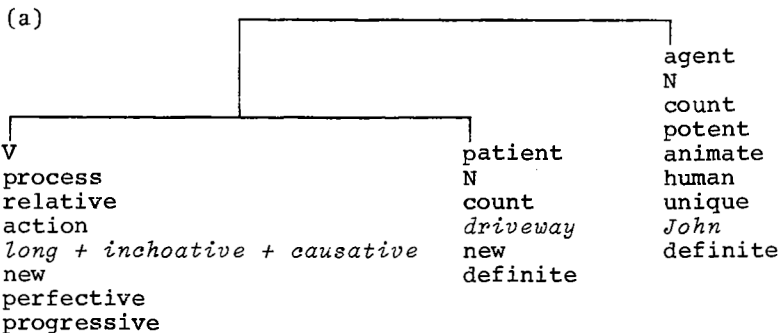 (a)
agent
N
count
potent
animate
human
unique
John
definite
V
process
relative
action
long + inchoative + causative
new
perfective
progressive
patient
N
count
driveway
new
definite